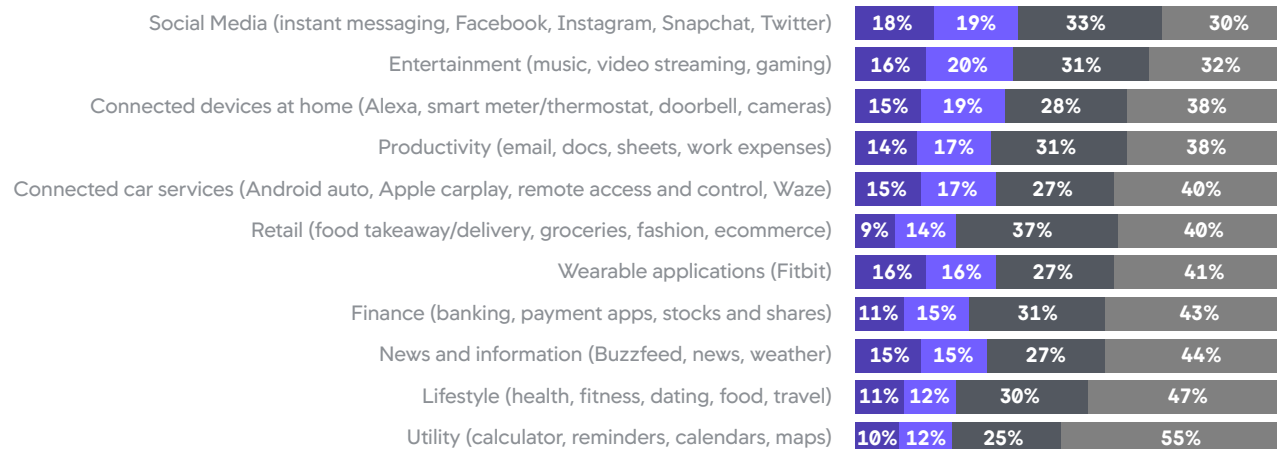 Social Media (instant messaging, Facebook, Instagram, Snapchat, Twitter) 18% 19% 33% 30%
Entertainment (music, video streaming, gaming) 16% 20% 31% 32%
Connected devices at home (Alexa, smart meter/thermostat, doorbell, cameras) 15% 19% 28% 38%
Productivity (email, docs, sheets, work expenses) 14% 17% 31% 38%
Connected car services (Android auto, Apple carplay, remote access and control, Waze) 15% 17% 27% 40%
Retail (food takeaway/delivery, groceries, fashion, ecommerce) 9% 14% 37% 40%
Wearable applications (Fitbit) 16% 16% 27% 41%
Finance (banking, payment apps, stocks and shares) 11% 15% 31% 43%
News and information (Buzzfeed, news, weather) 15% 15% 27% 44%
Lifestyle (health, fitness, dating, food, travel) 11% 12% 30% 47%
Utility (calculator, reminders, calendars, maps) 10% 12% 25% 55%